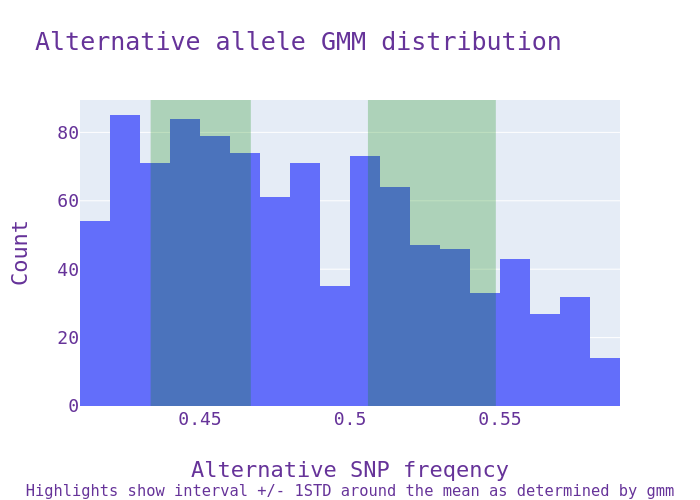 Alternative allele GMM distribution
80
60
40
20
0
Count
0.45 0.5 0.55
Alternative SNP freqency
Highlights show interval +/- 1STD around the mean as determined by gmm